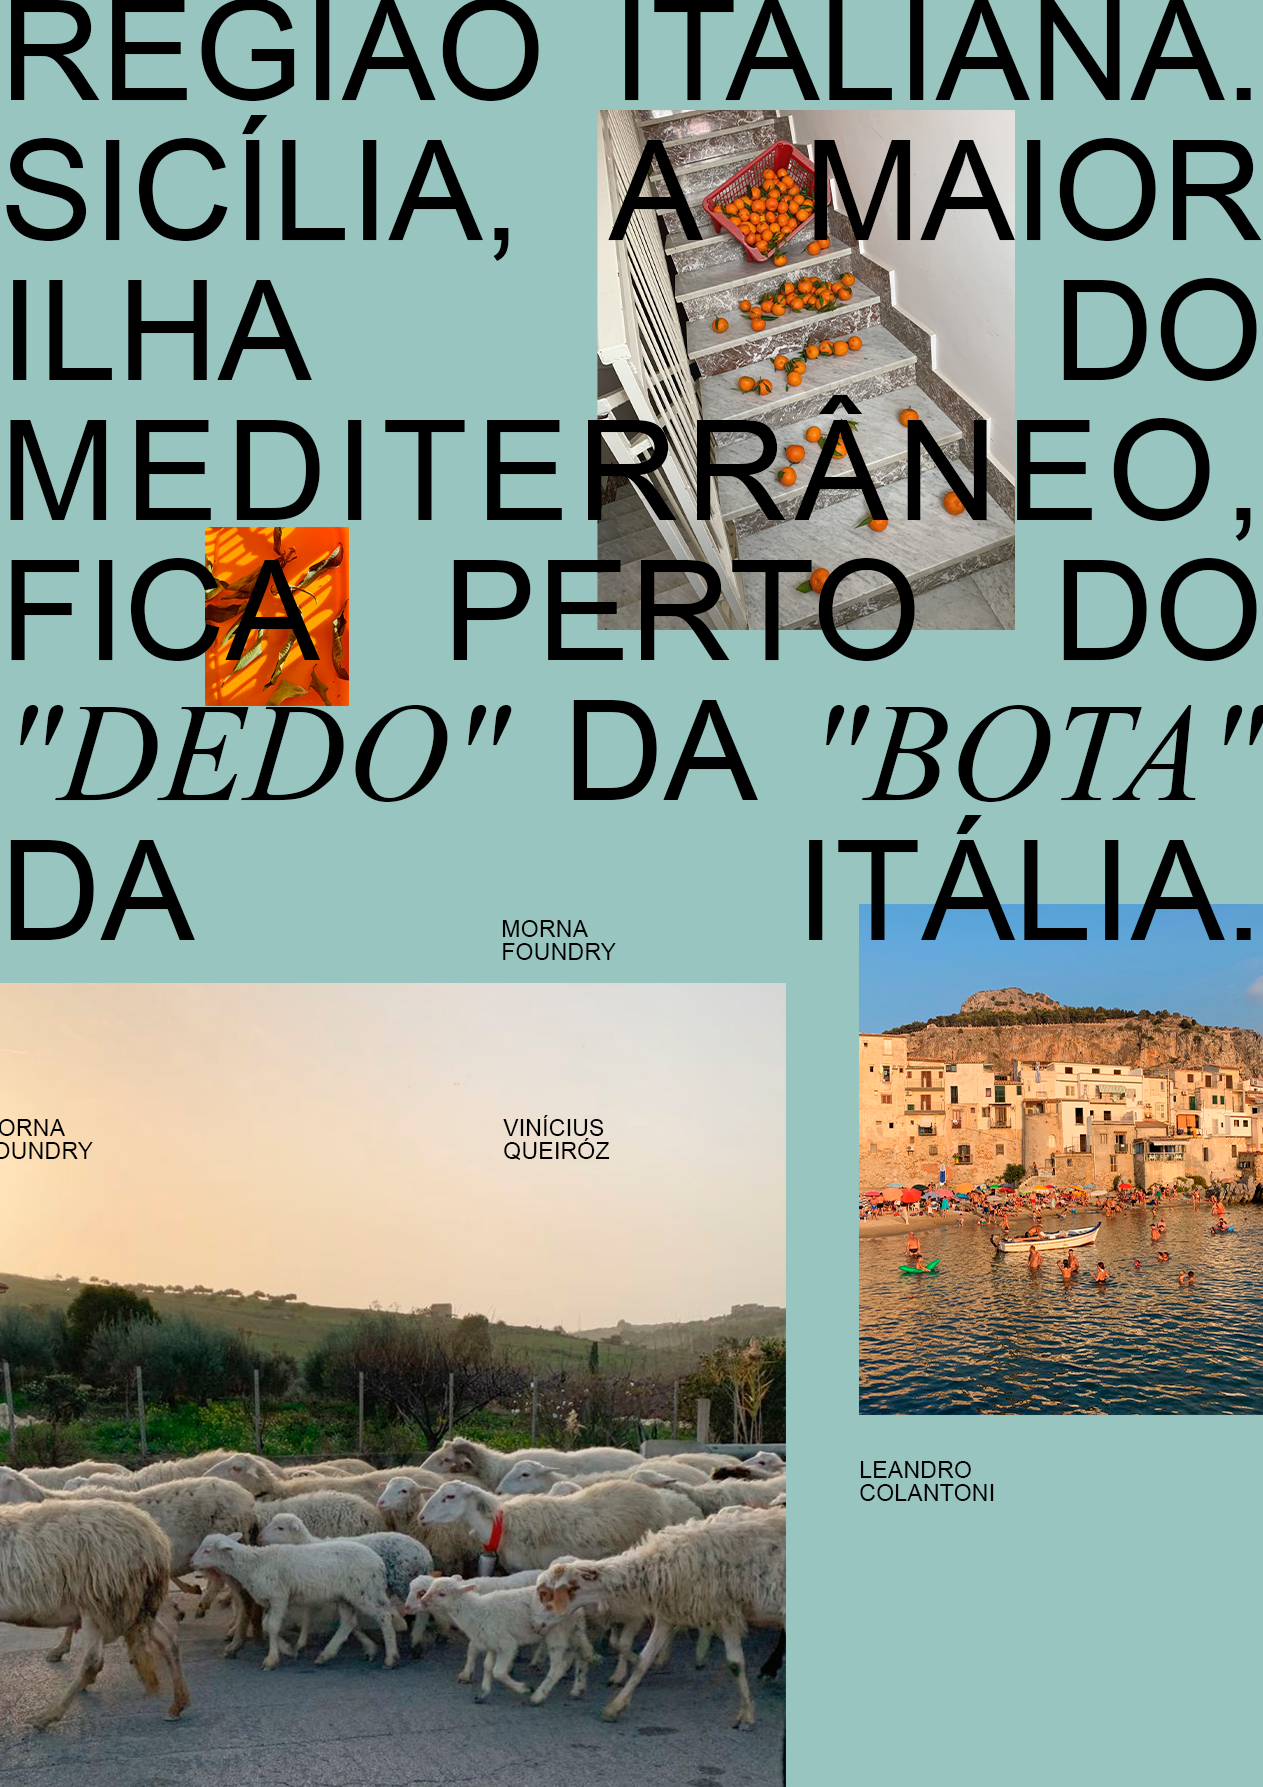 REGIAO ITALIANA.
SICÍLIA, A MAIOR
ILHA DO
MEDITERRÂNEO,
FICA PERTO DO
"DEDO" DA "BOTA"
DA ITÁLIA.
MORNA
FOUNDRY
ORNA
OUNDRY
VINÍCIUS
QUEIRÓZ
LEANDRO
COLANTONI